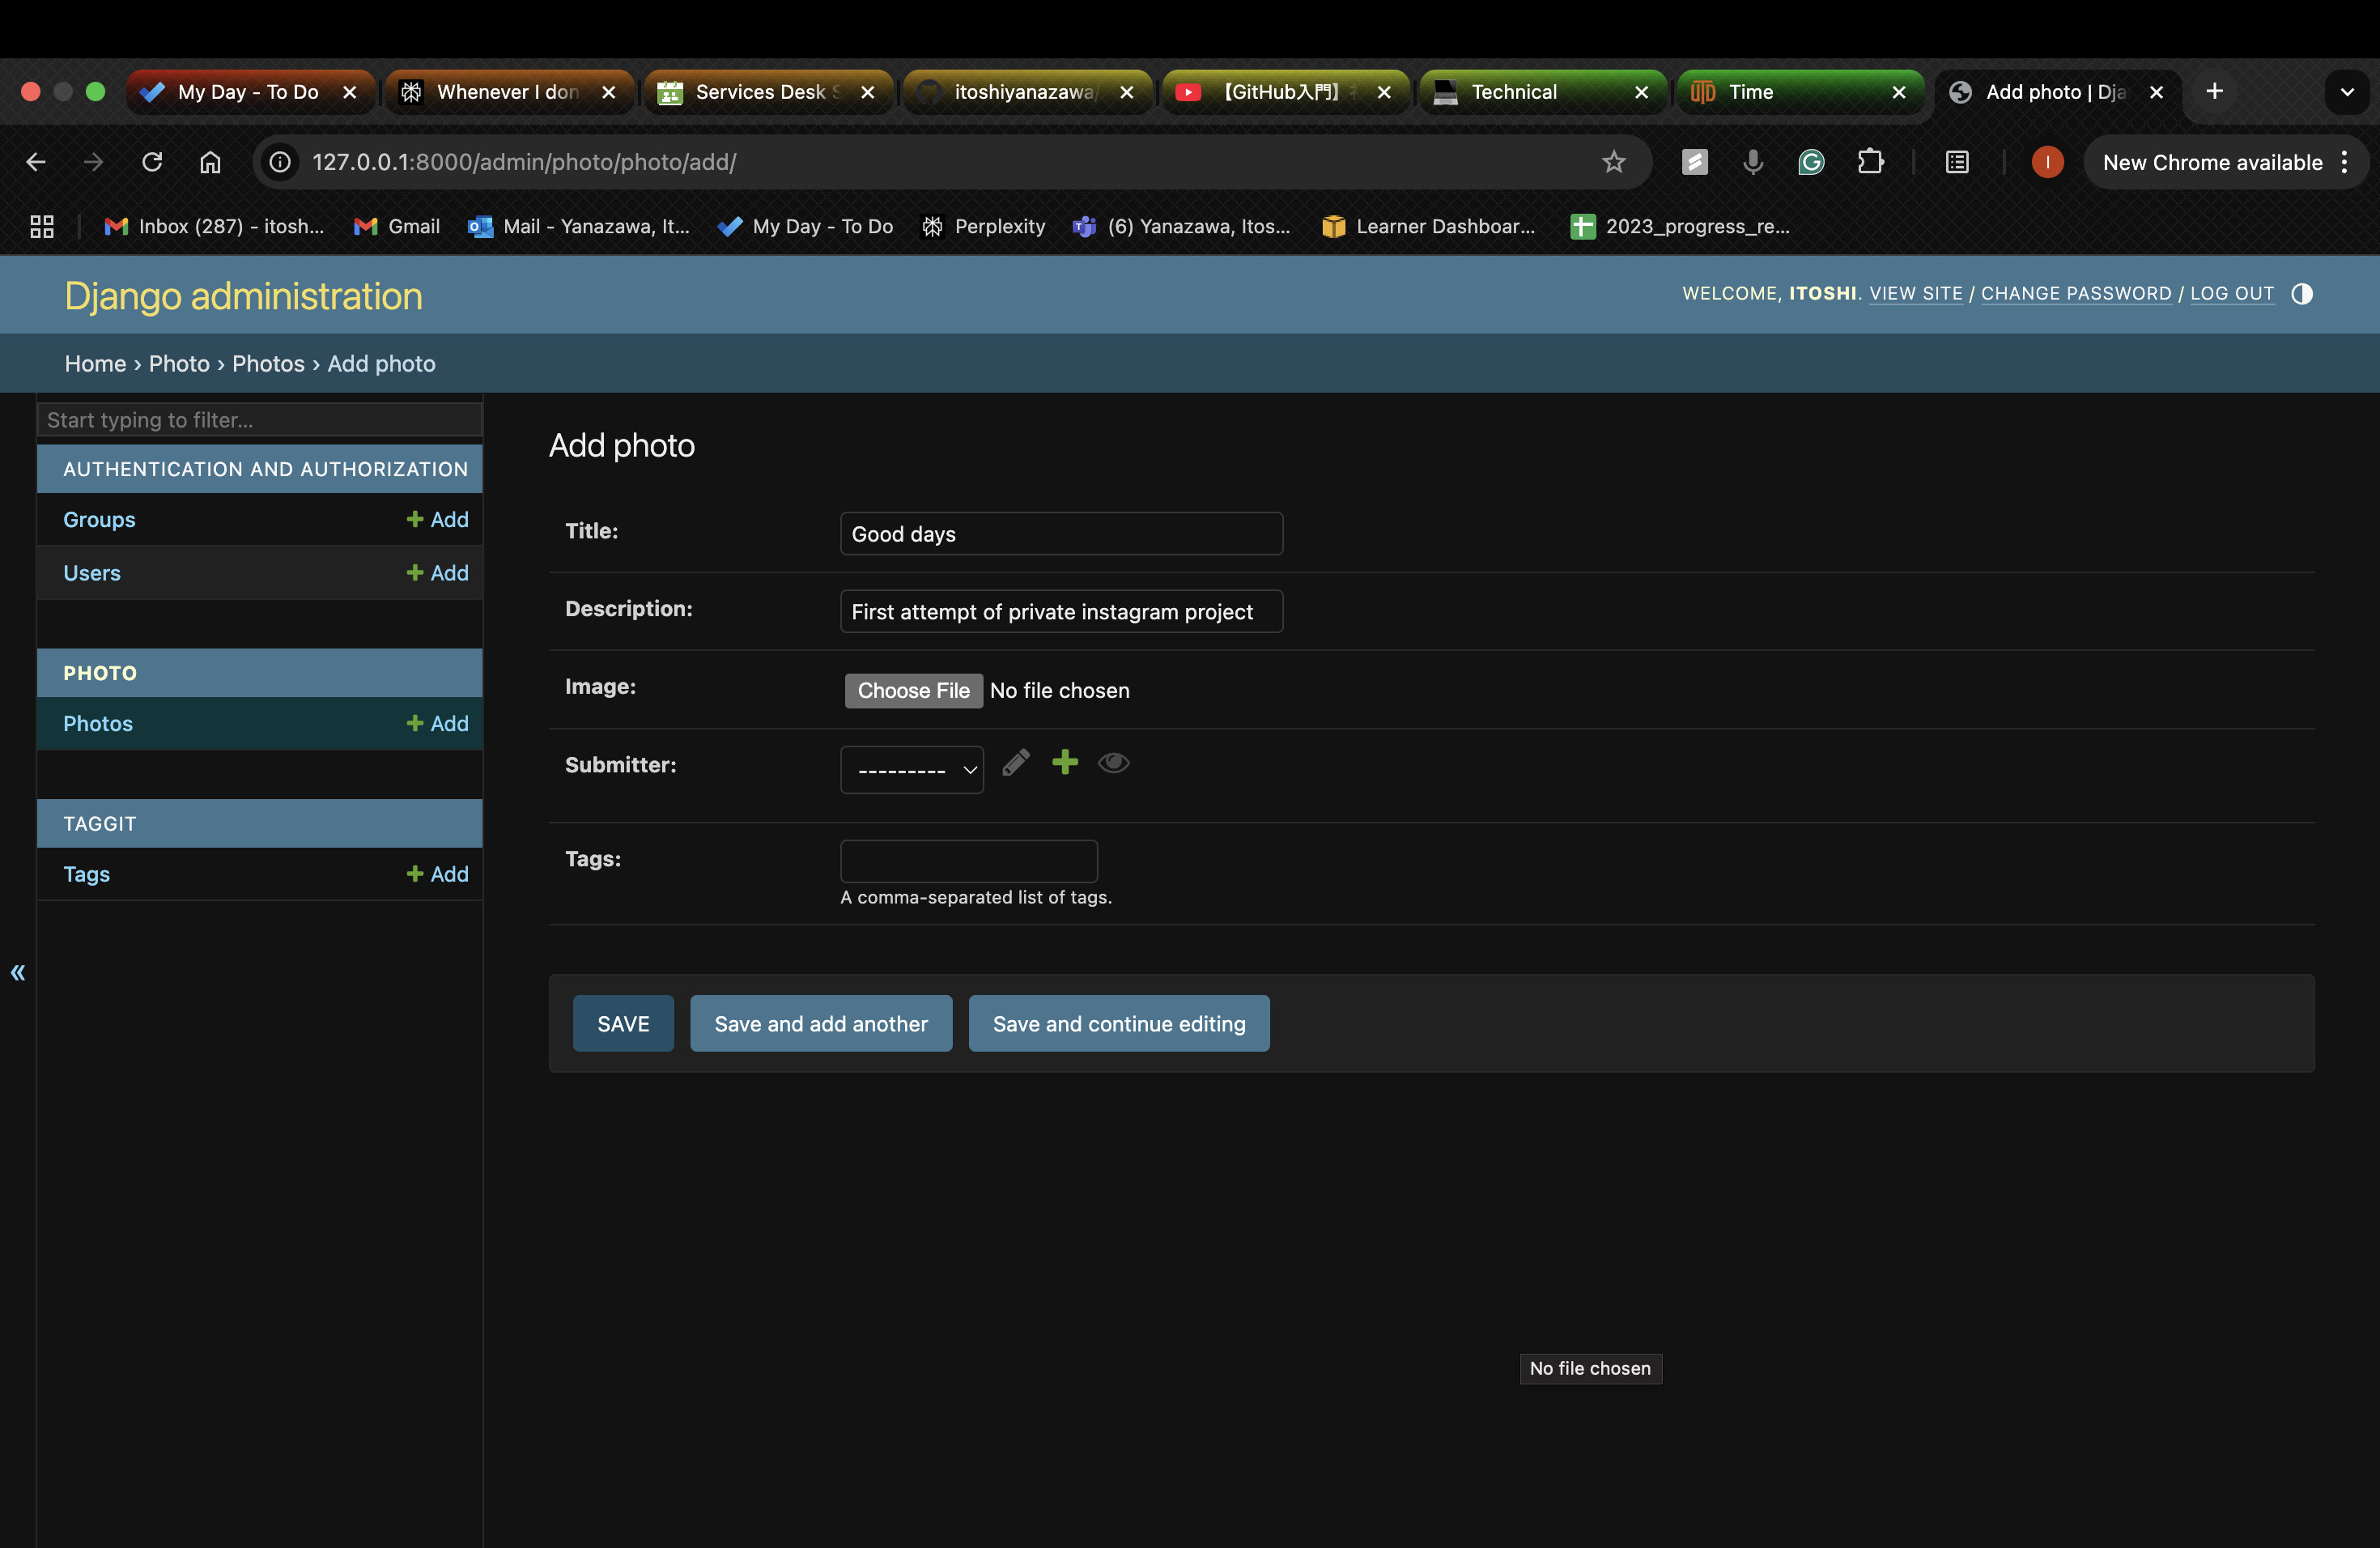 My Day - To Do
Whenever I don
Services Desk S
itoshiyanazawa/
【GitHub入門】
Technical
Time
Add photo | Dja
127.0.0.1:8000/admin/photo/photo/add/
New Chrome available
Inbox (287) - itosh...
Gmail
Mail - Yanazawa, It...
My Day - To Do
Perplexity
(6) Yanazawa, Itos...
Learner Dashboar...
2023_progress_re...
Django administration
WELCOME, ITOSHI. VIEW SITE / CHANGE PASSWORD / LOG OUT
Home › Photo › Photos › Add photo
Start typing to filter...
AUTHENTICATION AND AUTHORIZATION
Groups
Add
Users
Add
PHOTO
Photos
Add
TAGGIT
Tags
Add
«
Add photo
Title:
Good days
Description:
First attempt of private instagram project
Image:
Choose File No file chosen
Submitter:
---------
Tags:
A comma-separated list of tags.
SAVE
Save and add another
Save and continue editing
No file chosen